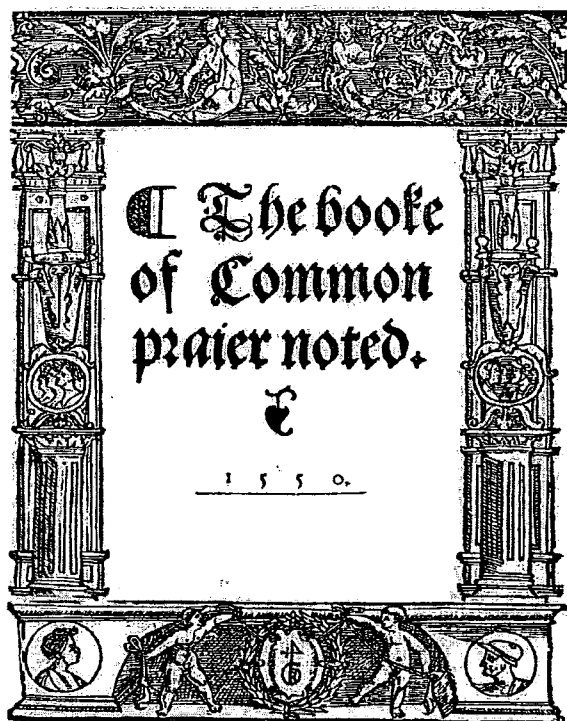 ¶ The booke
of Common
praier noted.
❦
1550.